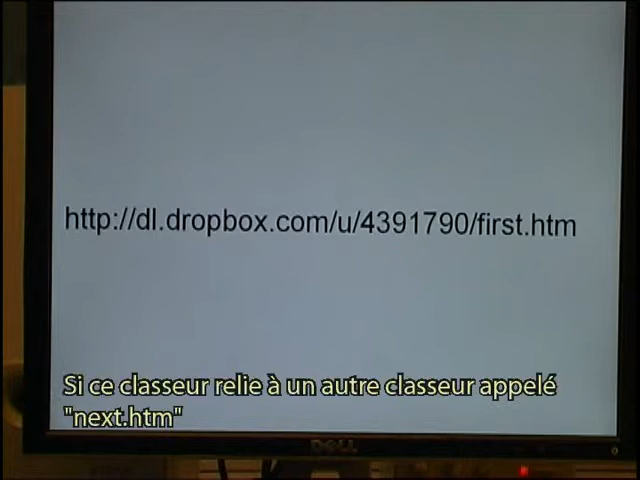 http://dl.dropbox.com/u/4391790/first.htm
Si ce classeur relie à un autre classeur appelé
"next.htm"
DELL